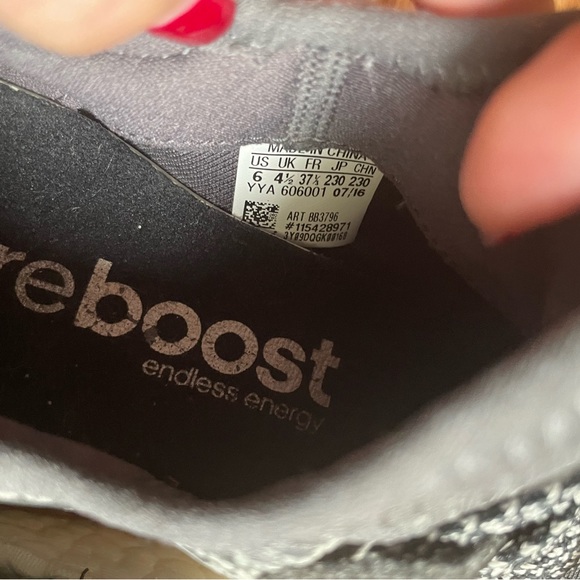 MADE IN CHINA
US UK FR JP CHN
6 4½ 37⅓ 230 230
YYA 606001 07/16
ART BB3796
#115428971
3Y09DQGK00168
reboost
endless energy